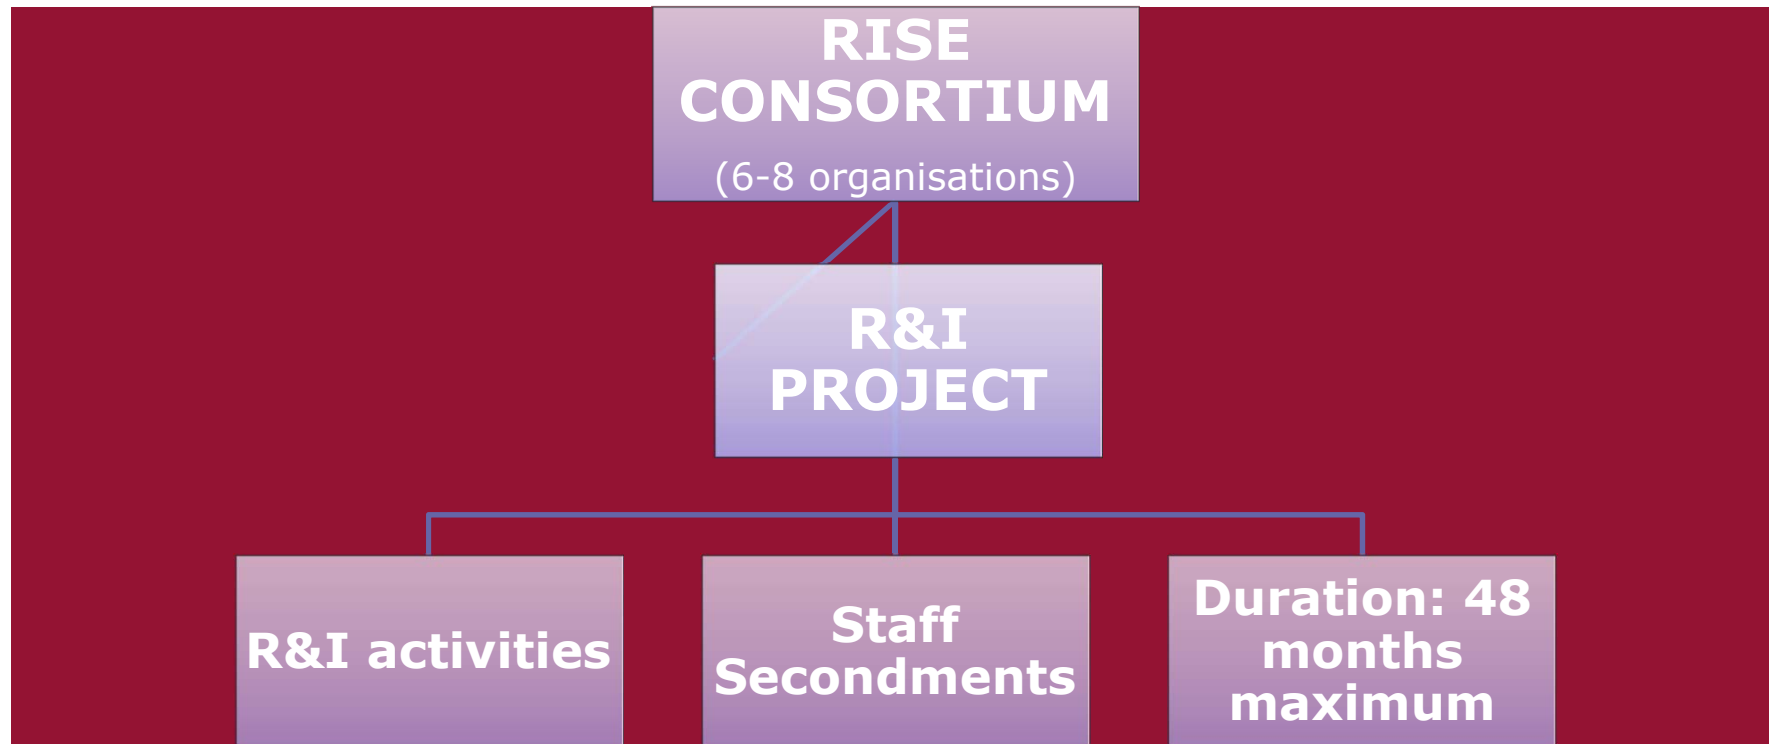 RISE
CONSORTIUM
(6-8 organisations)
R&I
PROJECT
R&I activities
Staff
Secondments
Duration: 48
months
maximum